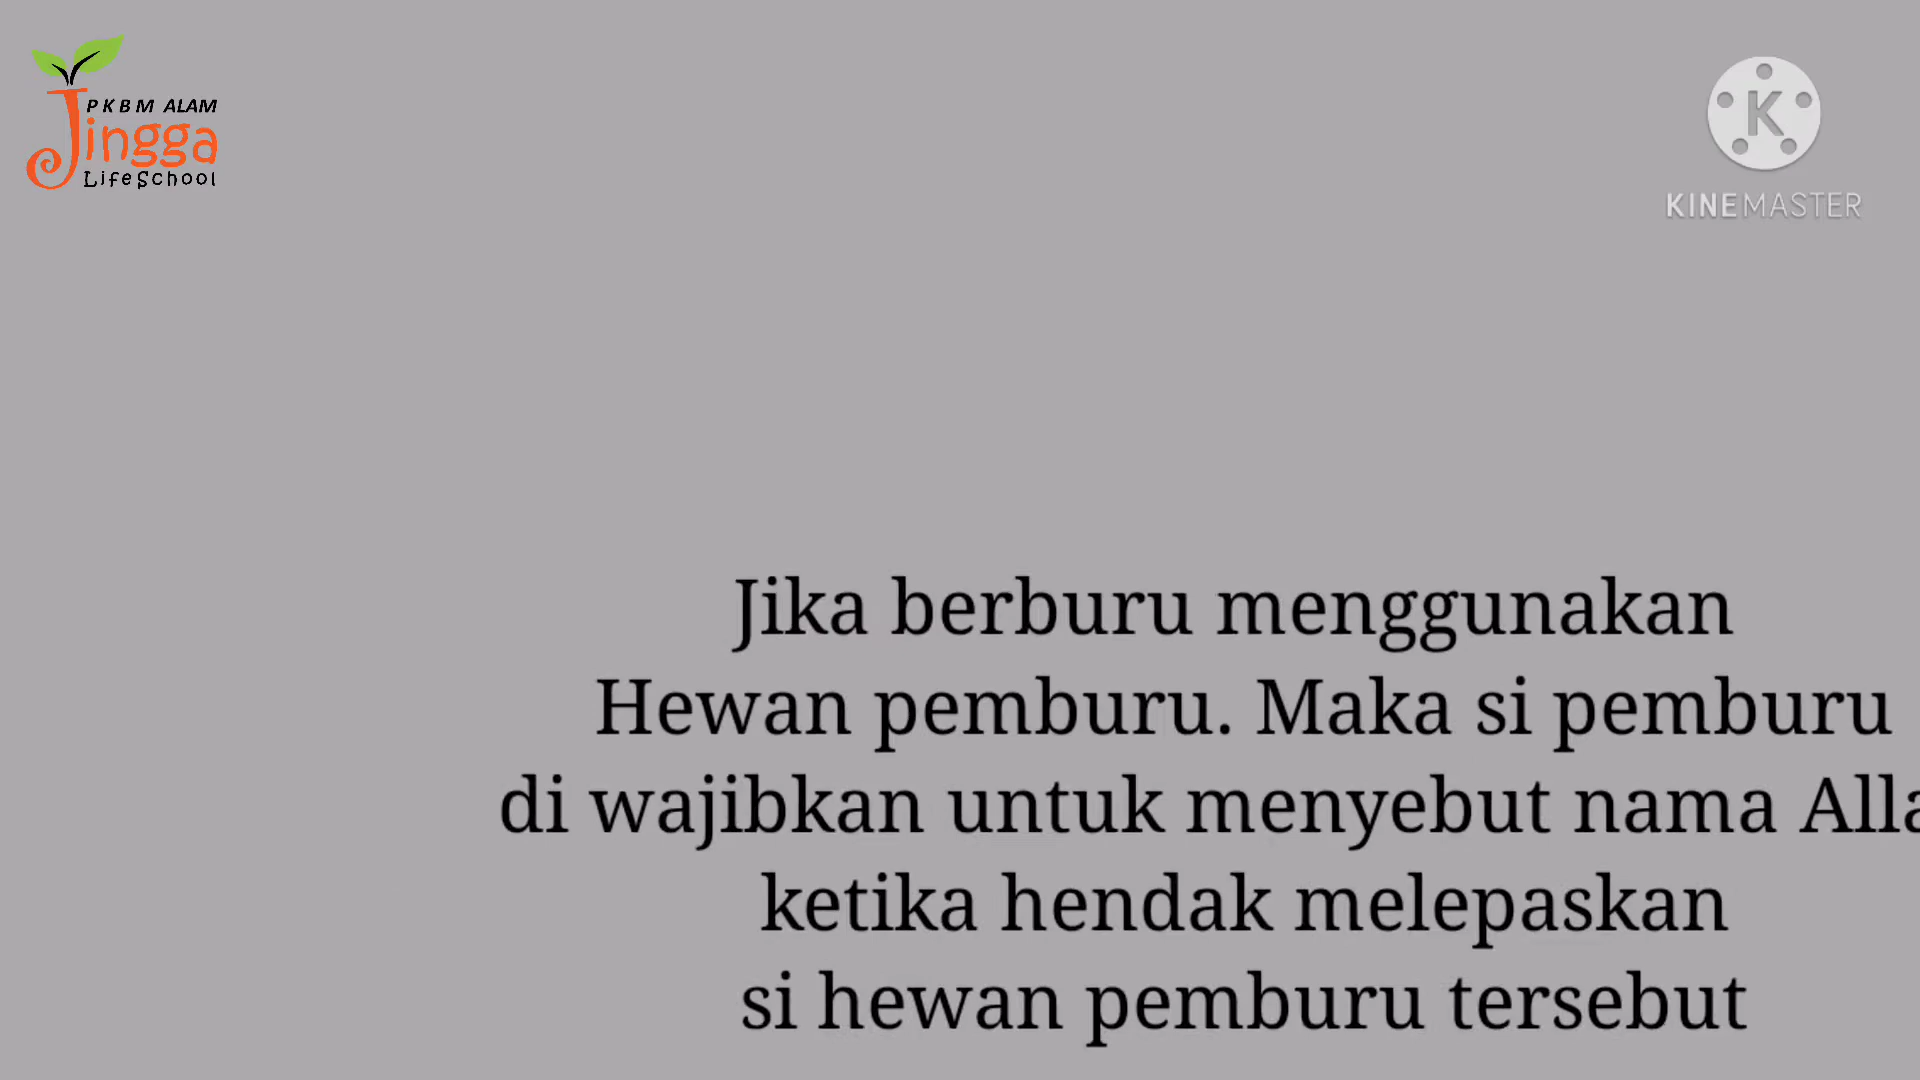 PKBM ALAM
Jingga
LifeSchool
K
KINEMASTER
Jika berburu menggunakan
Hewan pemburu. Maka si pemburu
di wajibkan untuk menyebut nama
ketika hendak melepaskan
si hewan pemburu tersebut